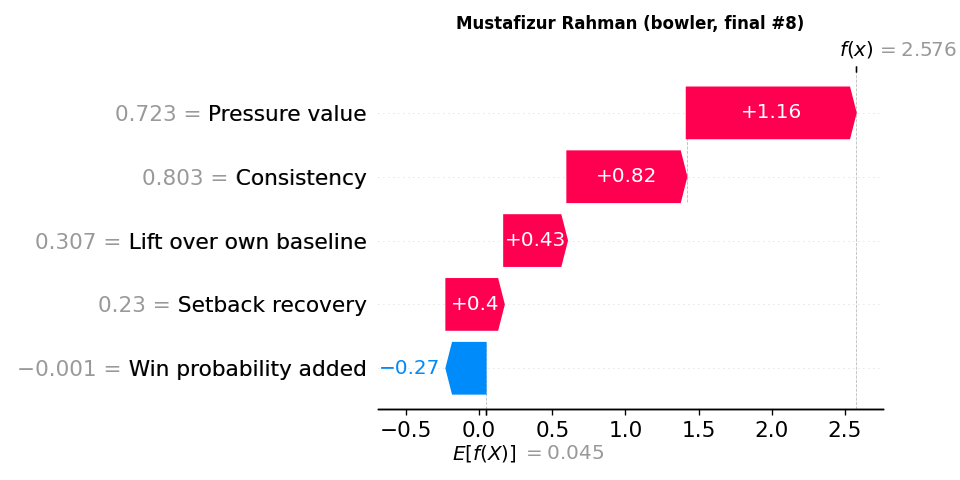 Mustafizur Rahman (bowler, final #8)
f(x) = 2.576
0.723 = Pressure value
+1.16
0.803 = Consistency
+0.82
0.307 = Lift over own baseline
+0.43
0.23 = Setback recovery
+0.4
−0.001 = Win probability added
−0.27
−0.5 0.0 0.5 1.0 1.5 2.0 2.5
E[f(X)] = 0.045